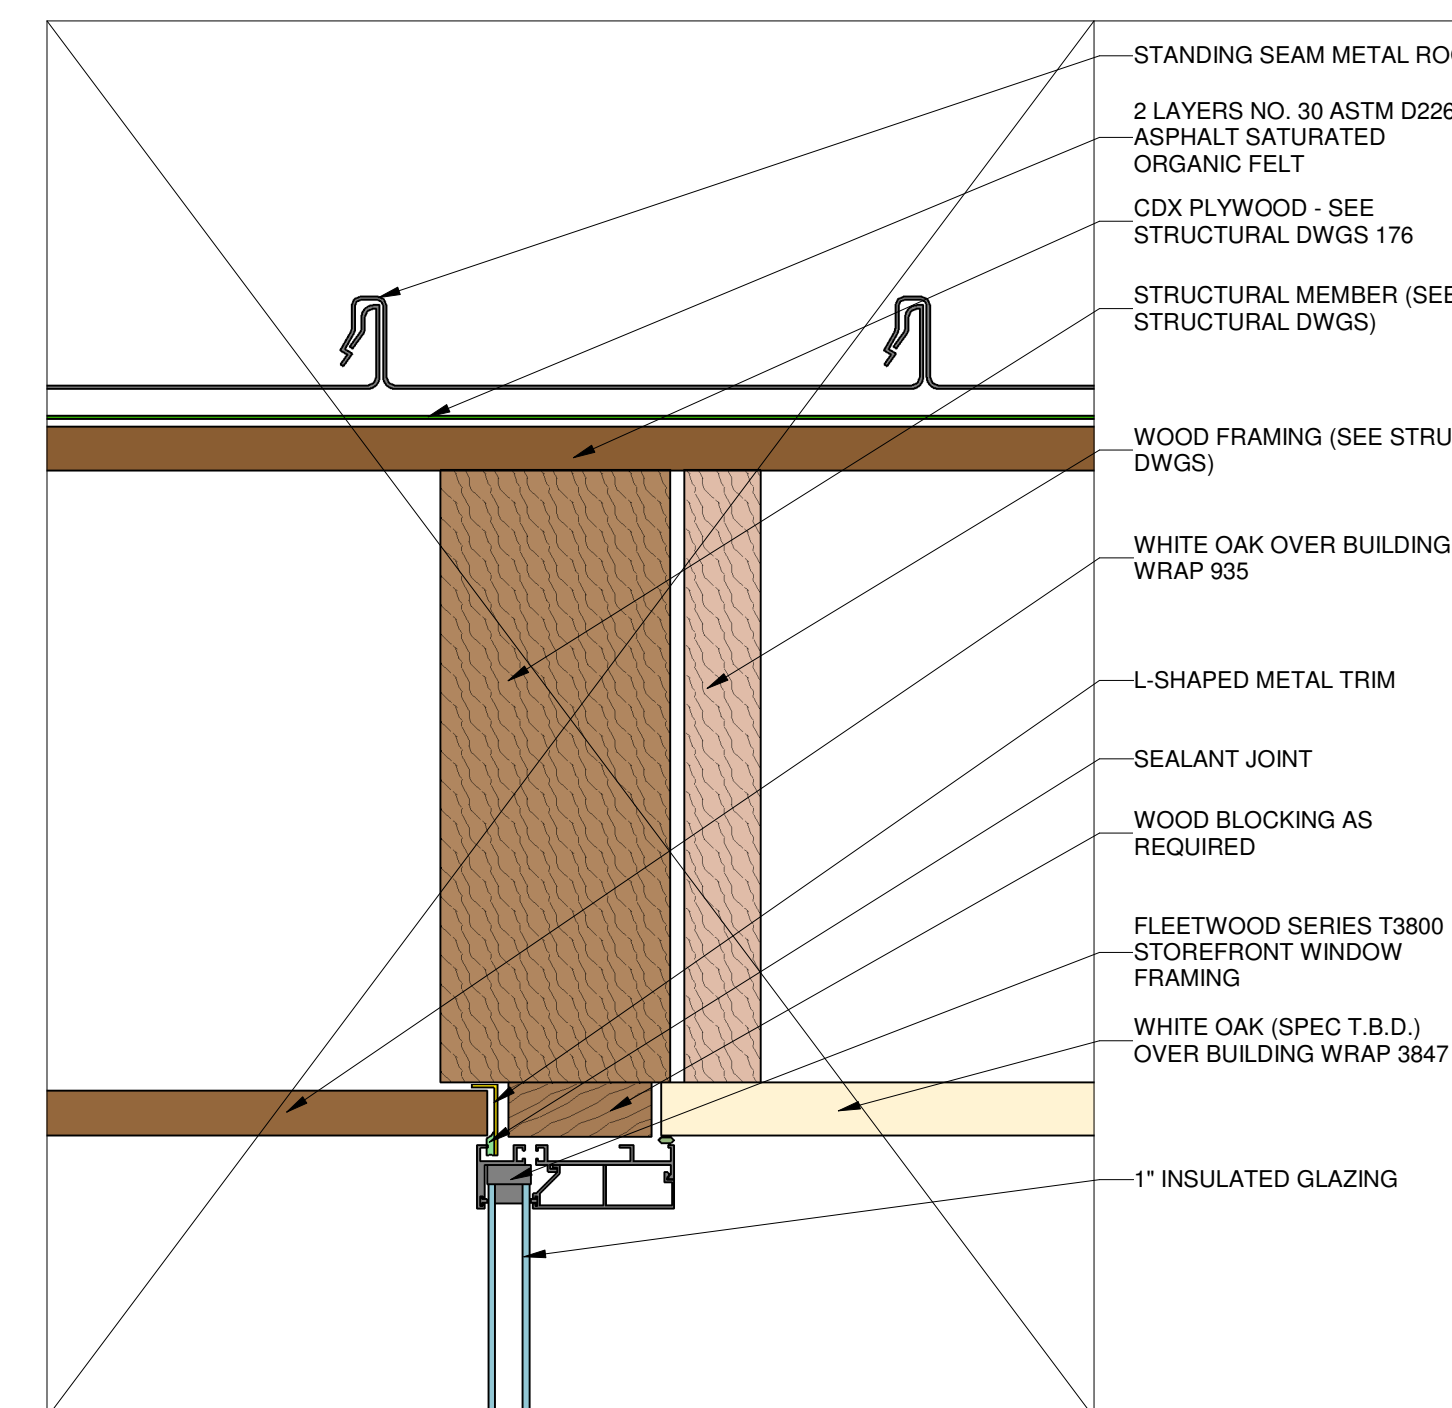 STANDING SEAM METAL
2 LAYERS NO. 30 ASTM D226
ASPHALT SATURATED
ORGANIC FELT
CDX PLYWOOD - SEE
STRUCTURAL DWGS 176
STRUCTURAL MEMBER (SEE
STRUCTURAL DWGS)
WOOD FRAMING (SEE
DWGS)
WHITE OAK OVER BUILDING
WRAP 935
L-SHAPED METAL TRIM
SEALANT JOINT
WOOD BLOCKING AS
REQUIRED
FLEETWOOD SERIES T3800
STOREFRONT WINDOW
FRAMING
WHITE OAK (SPEC T.B.D.)
OVER BUILDING WRAP 3847
1" INSULATED GLAZING